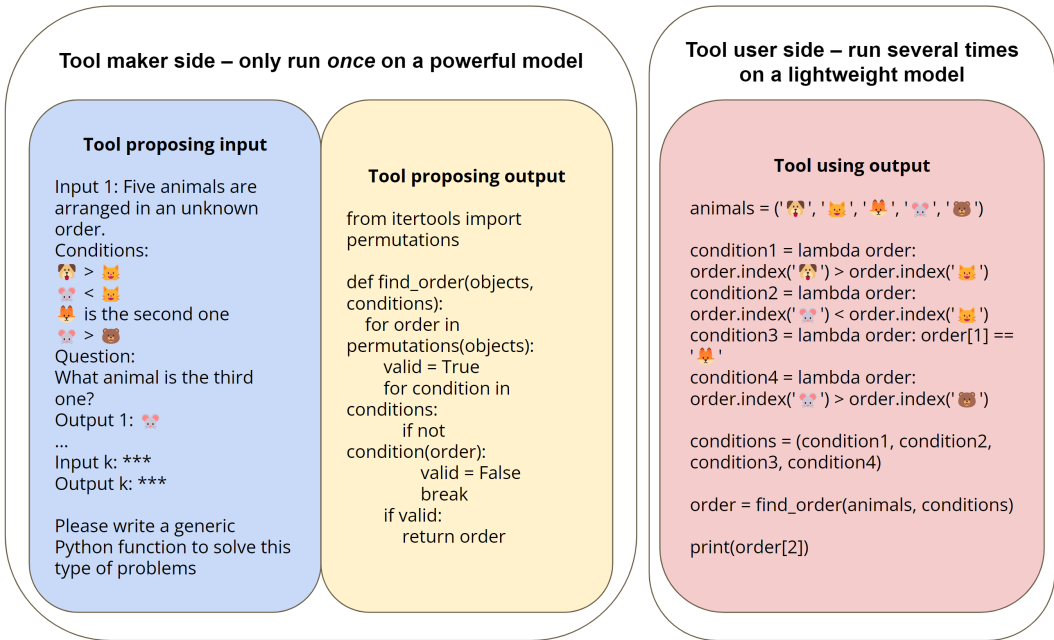 Tool maker side – only run once on a powerful model
Tool proposing input
Input 1: Five animals are
arranged in an unknown
order.
Conditions:
🐶 > 🐱
🐭 < 🐱
🦊 is the second one
🐭 > 🐻
Question:
What animal is the third
one?
Output 1: 🐭
...
Input k: ***
Output k: ***
Please write a generic
Python function to solve this
type of problems
Tool proposing output
from itertools import
permutations
def find_order(objects,
conditions):
for order in
permutations(objects):
valid = True
for condition in
conditions:
if not
condition(order):
valid = False
break
if valid:
return order
Tool user side – run several times
on a lightweight model
Tool using output
animals = ('🐶', '🐱', '🦊', '🐭', '🐻')
condition1 = lambda order:
order.index('🐶') > order.index('🐱')
condition2 = lambda order:
order.index('🐭') < order.index('🐱')
condition3 = lambda order: order[1] ==
'🦊'
condition4 = lambda order:
order.index('🐭') > order.index('🐻')
conditions = (condition1, condition2,
condition3, condition4)
order = find_order(animals, conditions)
print(order[2])